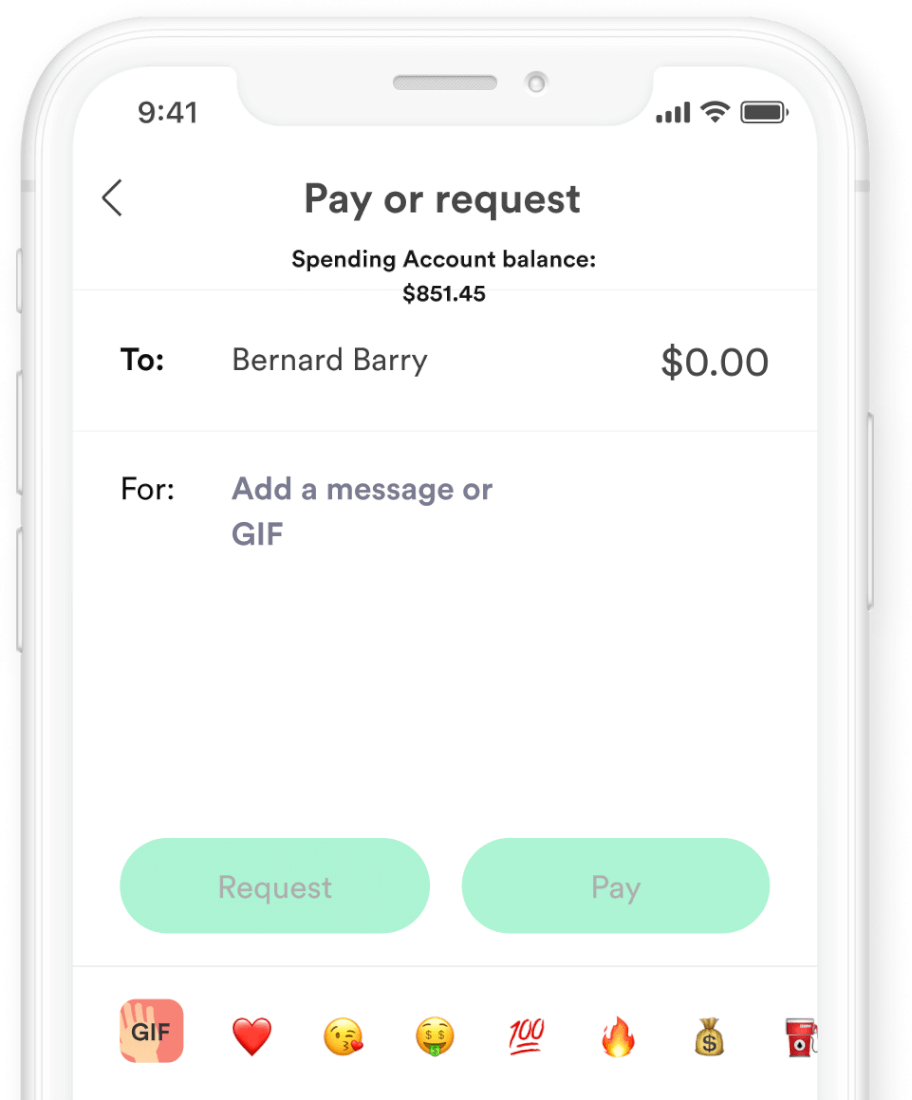 9:41
Pay or request
Spending Account balance:
$851.45
To: Bernard Barry $0.00
For: Add a message or
GIF
Request Pay
GIF 💯